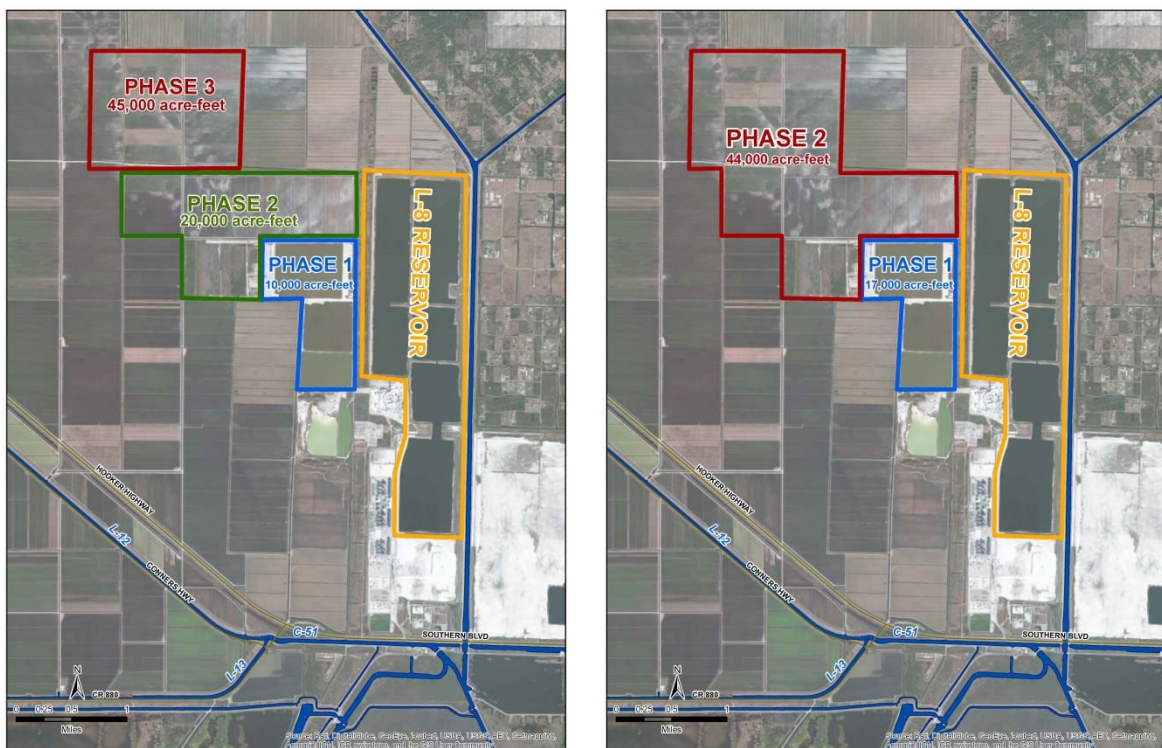 PHASE 3
45,000 acre-feet
PHASE 2
20,000 acre-feet
PHASE 1
10,000 acre-feet
L-8 RESERVOIR
HOOKER HIGHWAY
L-12
CONNERS HWY
C-51
SOUTHERN BLVD
L-13
CR 880
N
0 0.25 0.5 1
Miles
PHASE 2
44,000 acre-feet
PHASE 1
17,000 acre-feet
L-8 RESERVOIR
HOOKER HIGHWAY
L-12
CONNERS HWY
C-51
SOUTHERN BLVD
L-13
CR 880
N
0 0.25 0.5 1
Miles